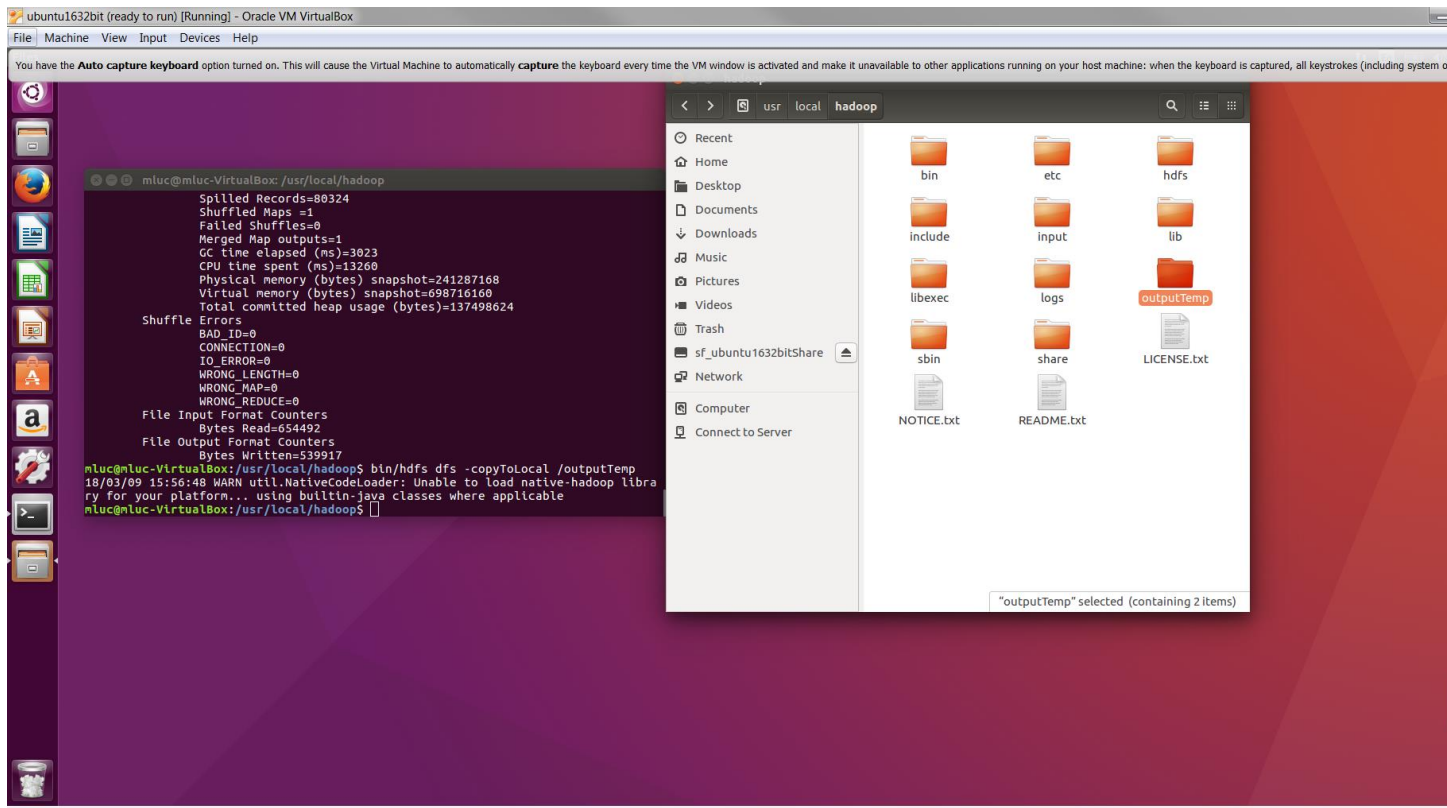 ubuntu1632bit (ready to run) [Running] - Oracle VM VirtualBox
File Machine View Input Devices Help
You have the Auto capture keyboard option turned on. This will cause the Virtual Machine to automatically capture the keyboard every time the VM window is activated and make it unavailable to other applications running on your host machine: when the keyboard is captured, all keystrokes (including system o
mluc@mluc-VirtualBox: /usr/local/hadoop
Spilled Records=80324
Shuffled Maps =1
Failed Shuffles=0
Merged Map outputs=1
GC time elapsed (ms)=3023
CPU time spent (ms)=13260
Physical memory (bytes) snapshot=241287168
Virtual memory (bytes) snapshot=698716160
Total committed heap usage (bytes)=137498624
Shuffle Errors
BAD_ID=0
CONNECTION=0
IO_ERROR=0
WRONG_LENGTH=0
WRONG_MAP=0
WRONG_REDUCE=0
File Input Format Counters
Bytes Read=654492
File Output Format Counters
Bytes Written=539917
mluc@mluc-VirtualBox:/usr/local/hadoop$ bin/hdfs dfs -copyToLocal /outputTemp
18/03/09 15:56:48 WARN util.NativeCodeLoader: Unable to load native-hadoop libra
ry for your platform... using builtin-java classes where applicable
mluc@mluc-VirtualBox:/usr/local/hadoop$
usr local hadoop
Recent
Home
Desktop
Documents
Downloads
Music
Pictures
Videos
Trash
sf_ubuntu1632bitShare
Network
Computer
Connect to Server
bin etc hdfs
include input lib
libexec logs outputTemp
sbin share LICENSE.txt
NOTICE.txt README.txt
"outputTemp" selected (containing 2 items)